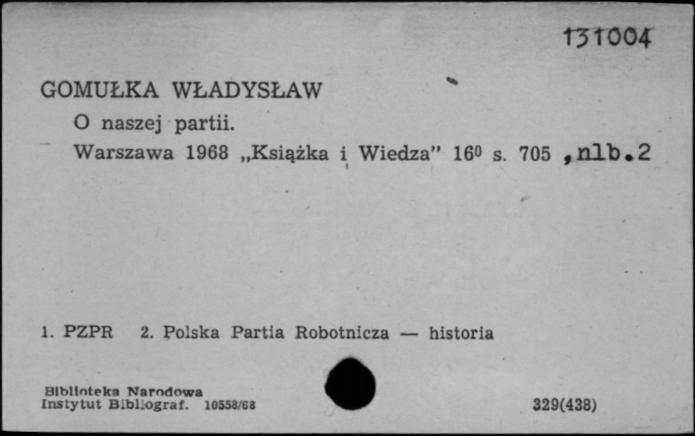 131004
GOMUŁKA WŁADYSŁAW
O naszej partii.
Warszawa 1968 „Książka i Wiedza” 16⁰ s. 705 ,nlb.2
1. PZPR 2. Polska Partia Robotnicza — historia
Biblioteka Narodowa
Instytut Bibliograf. 10558/68
329(438)